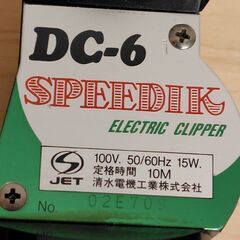 DC-6
SPEEDIK
ELECTRIC CLIPPER
100V. 50/60Hz 15W.
定格時間 10M
JET 清水電機工業株式会社
No. 02E709